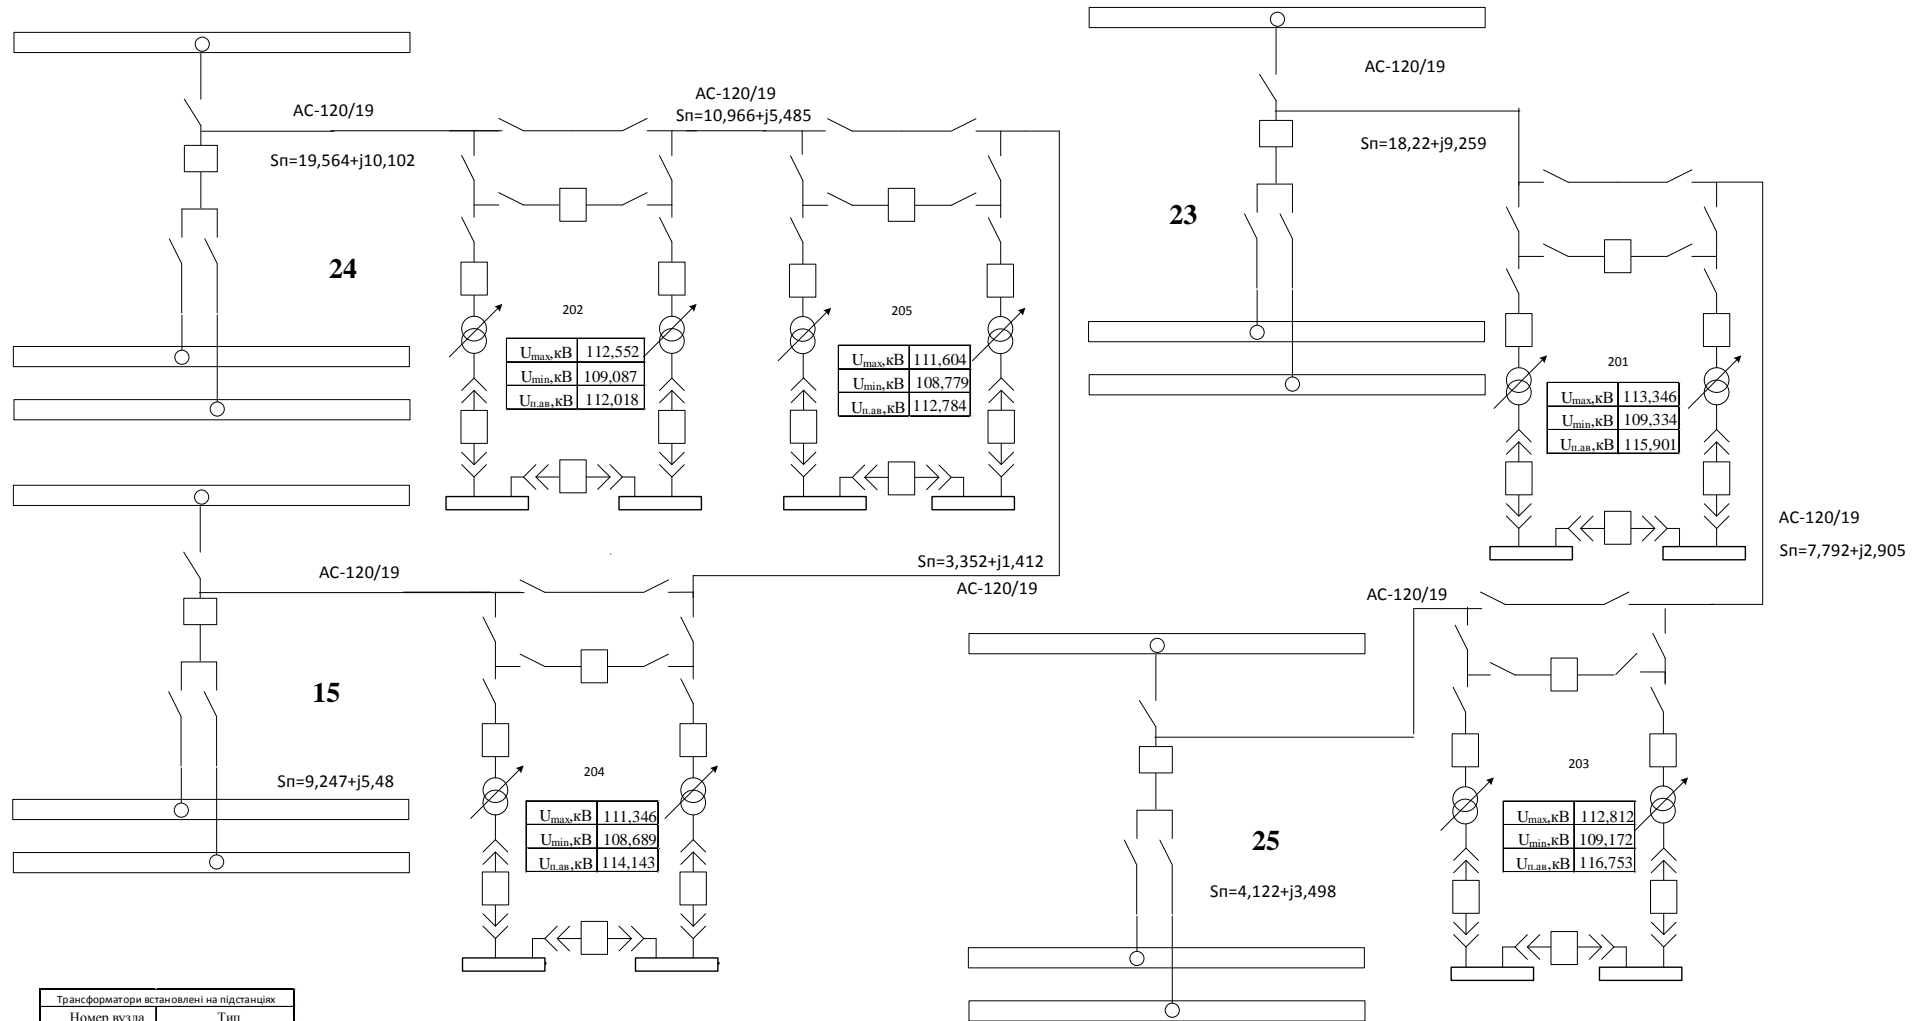 АС-120/19
Sп=19,564+j10,102
24
АС-120/19
Sп=10,966+j5,485
202
Umax,кВ 112,552
Umin,кВ 109,087
Uп.ав,кВ 112,018
205
Umax,кВ 111,604
Umin,кВ 108,779
Uп.ав,кВ 112,784
АС-120/19
Sп=18,22+j9,259
23
201
Umax,кВ 113,346
Umin,кВ 109,334
Uп.ав,кВ 115,901
АС-120/19
Sп=7,792+j2,905
Sп=3,352+j1,412
АС-120/19
АС-120/19
15
Sп=9,247+j5,48
204
Umax,кВ 111,346
Umin,кВ 108,689
Uп.ав,кВ 114,143
АС-120/19
25
Sп=4,122+j3,498
203
Umax,кВ 112,812
Umin,кВ 109,172
Uп.ав,кВ 116,753
Трансформатори встановлені на підстанціях
Номер вузла Тип